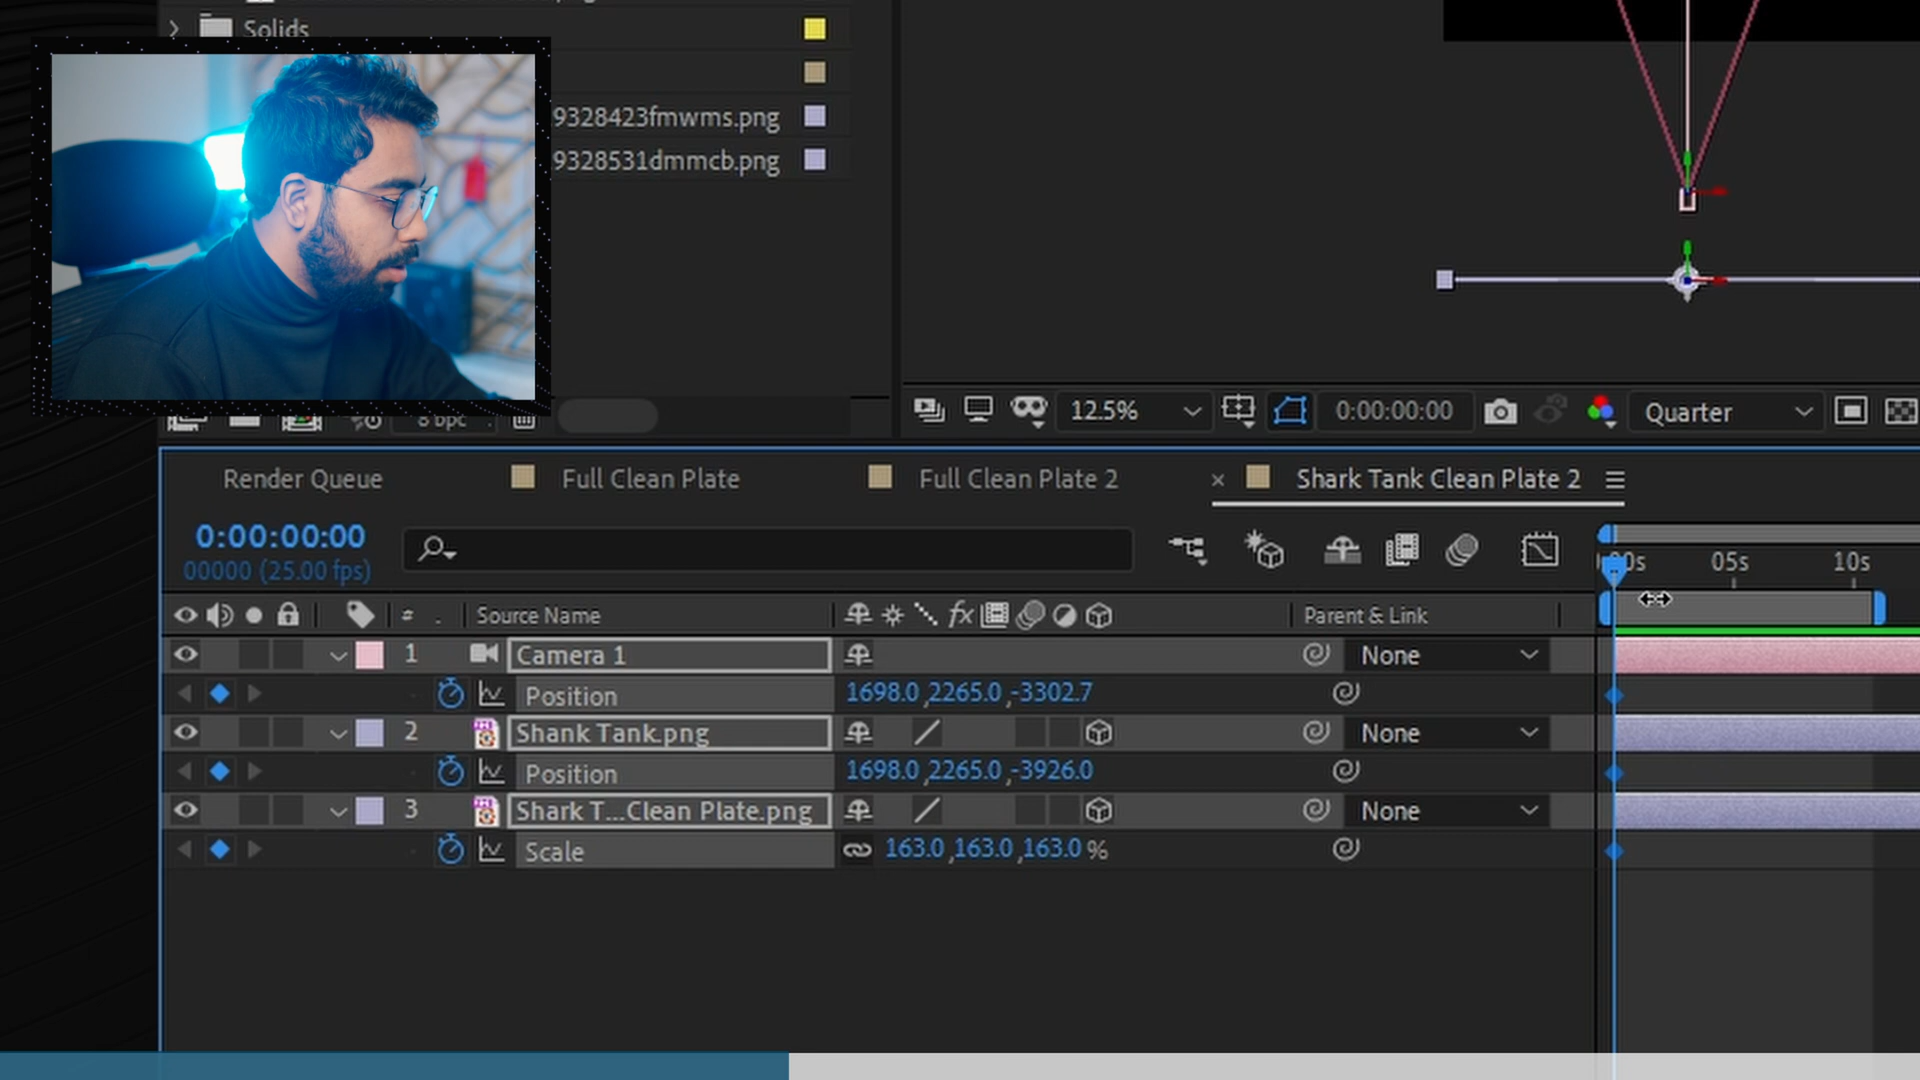 Solids
9328423fmwms.png
9328531dmmcb.png
8 bpc
12.5%
0:00:00:00
Quarter
Render Queue
Full Clean Plate
Full Clean Plate 2
Shark Tank Clean Plate 2
0:00:00:00
00000 (25.00 fps)
05s
10s
#
Source Name
fx
Parent & Link
1
Camera 1
None
Position
1698.0,2265.0,-3302.7
2
Shank Tank.png
None
Position
1698.0,2265.0,-3926.0
3
Shark T...Clean Plate.png
None
Scale
163.0,163.0,163.0%